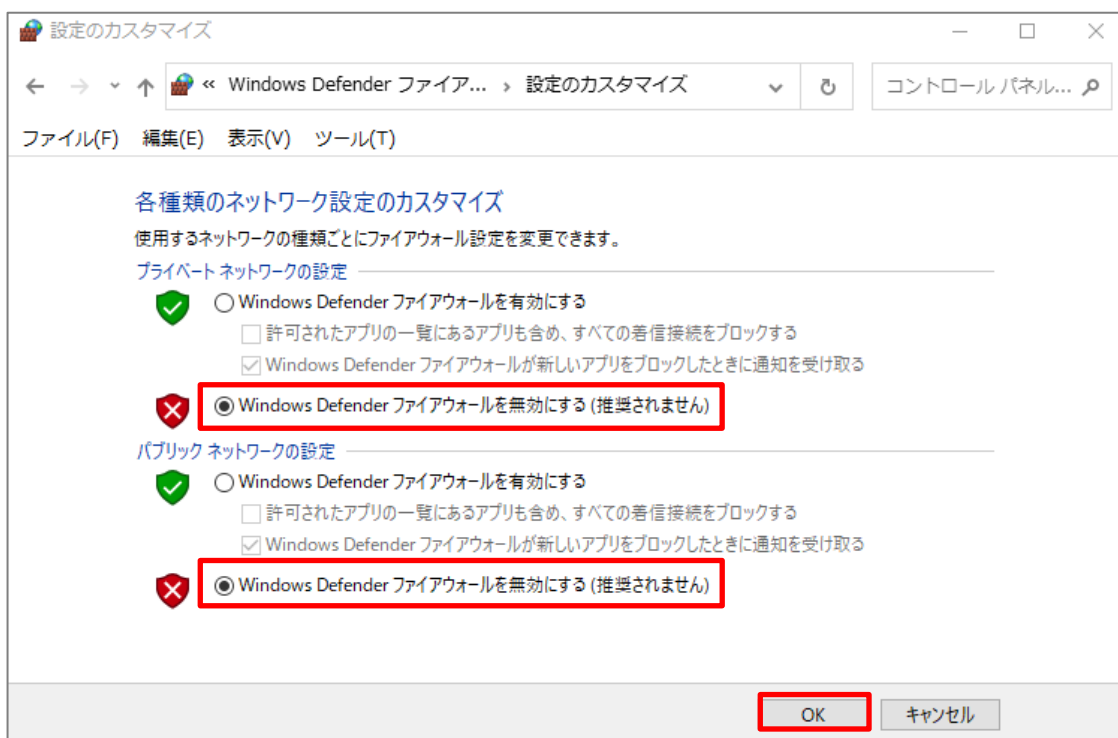 設定のカスタマイズ
« Windows Defender ファイア... › 設定のカスタマイズ
コントロール パネル...
ファイル(F) 編集(E) 表示(V) ツール(T)
各種類のネットワーク設定のカスタマイズ
使用するネットワークの種類ごとにファイアウォール設定を変更できます。
プライベート ネットワークの設定
Windows Defender ファイアウォールを有効にする
許可されたアプリの一覧にあるアプリも含め、すべての着信接続をブロックする
Windows Defender ファイアウォールが新しいアプリをブロックしたときに通知を受け取る
Windows Defender ファイアウォールを無効にする (推奨されません)
パブリック ネットワークの設定
Windows Defender ファイアウォールを有効にする
許可されたアプリの一覧にあるアプリも含め、すべての着信接続をブロックする
Windows Defender ファイアウォールが新しいアプリをブロックしたときに通知を受け取る
Windows Defender ファイアウォールを無効にする (推奨されません)
OK キャンセル